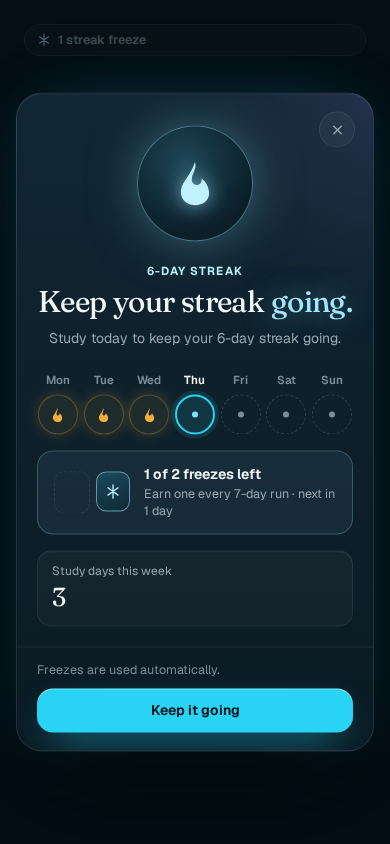 1 streak freeze
6-DAY STREAK
Keep your streak going.
Study today to keep your 6-day streak going.
Mon Tue Wed Thu Fri Sat Sun
1 of 2 freezes left
Earn one every 7-day run · next in
1 day
Study days this week
3
Freezes are used automatically.
Keep it going